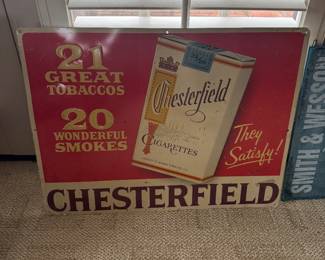 21
GREAT
TOBACCOS
20
WONDERFUL
SMOKES
Chesterfield
CIGARETTES
They
Satisfy!
CHESTERFIELD
SMITH & WESSON